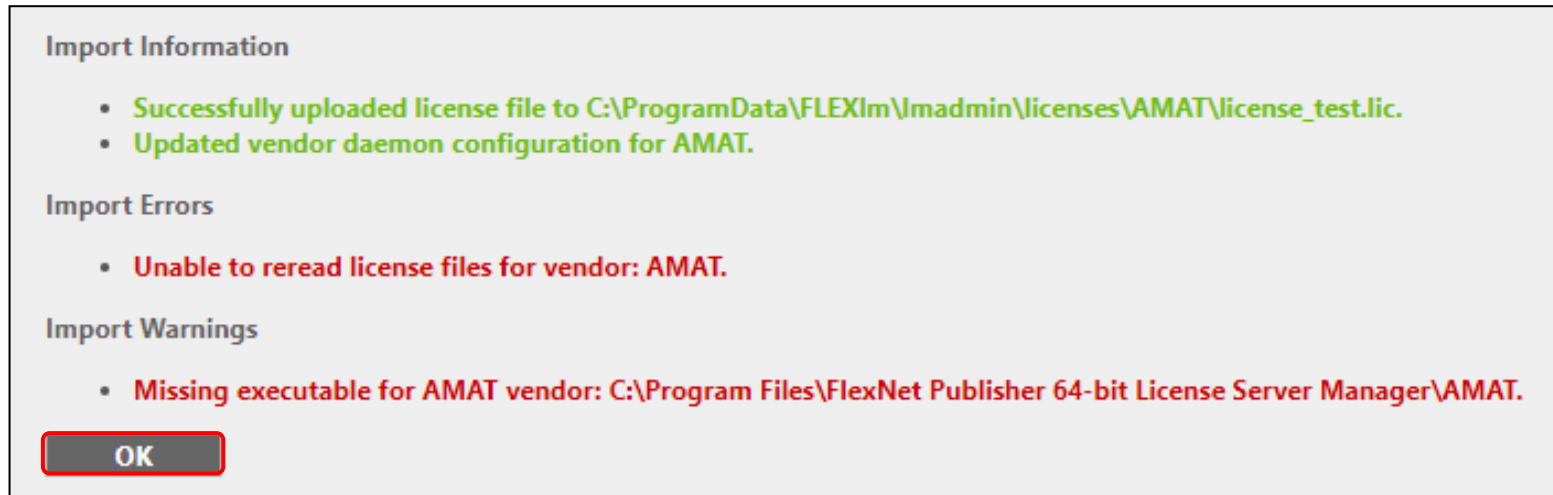 Import Information
• Successfully uploaded license file to C:\ProgramData\FLEXlm\lmadmin\licenses\AMAT\license_test.lic.
• Updated vendor daemon configuration for AMAT.
Import Errors
• Unable to reread license files for vendor: AMAT.
Import Warnings
• Missing executable for AMAT vendor: C:\Program Files\FlexNet Publisher 64-bit License Server Manager\AMAT.
OK